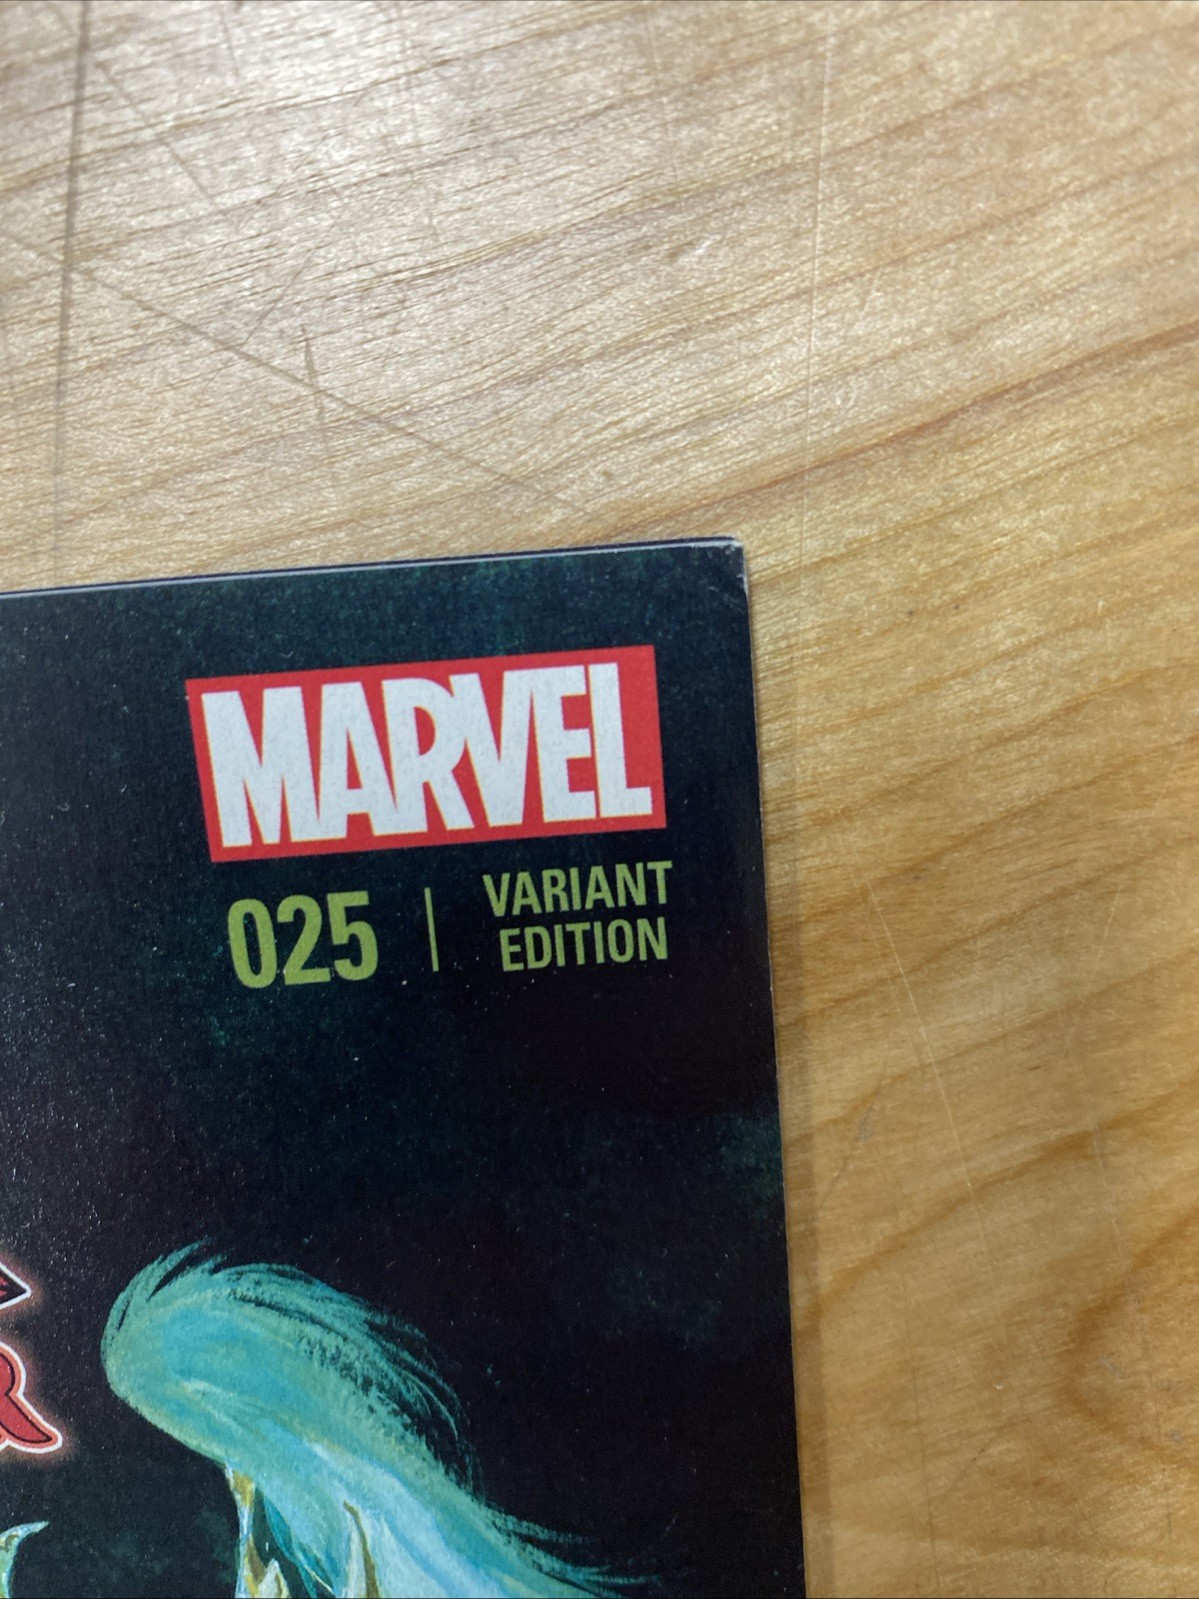 MARVEL
025 | VARIANT
EDITION